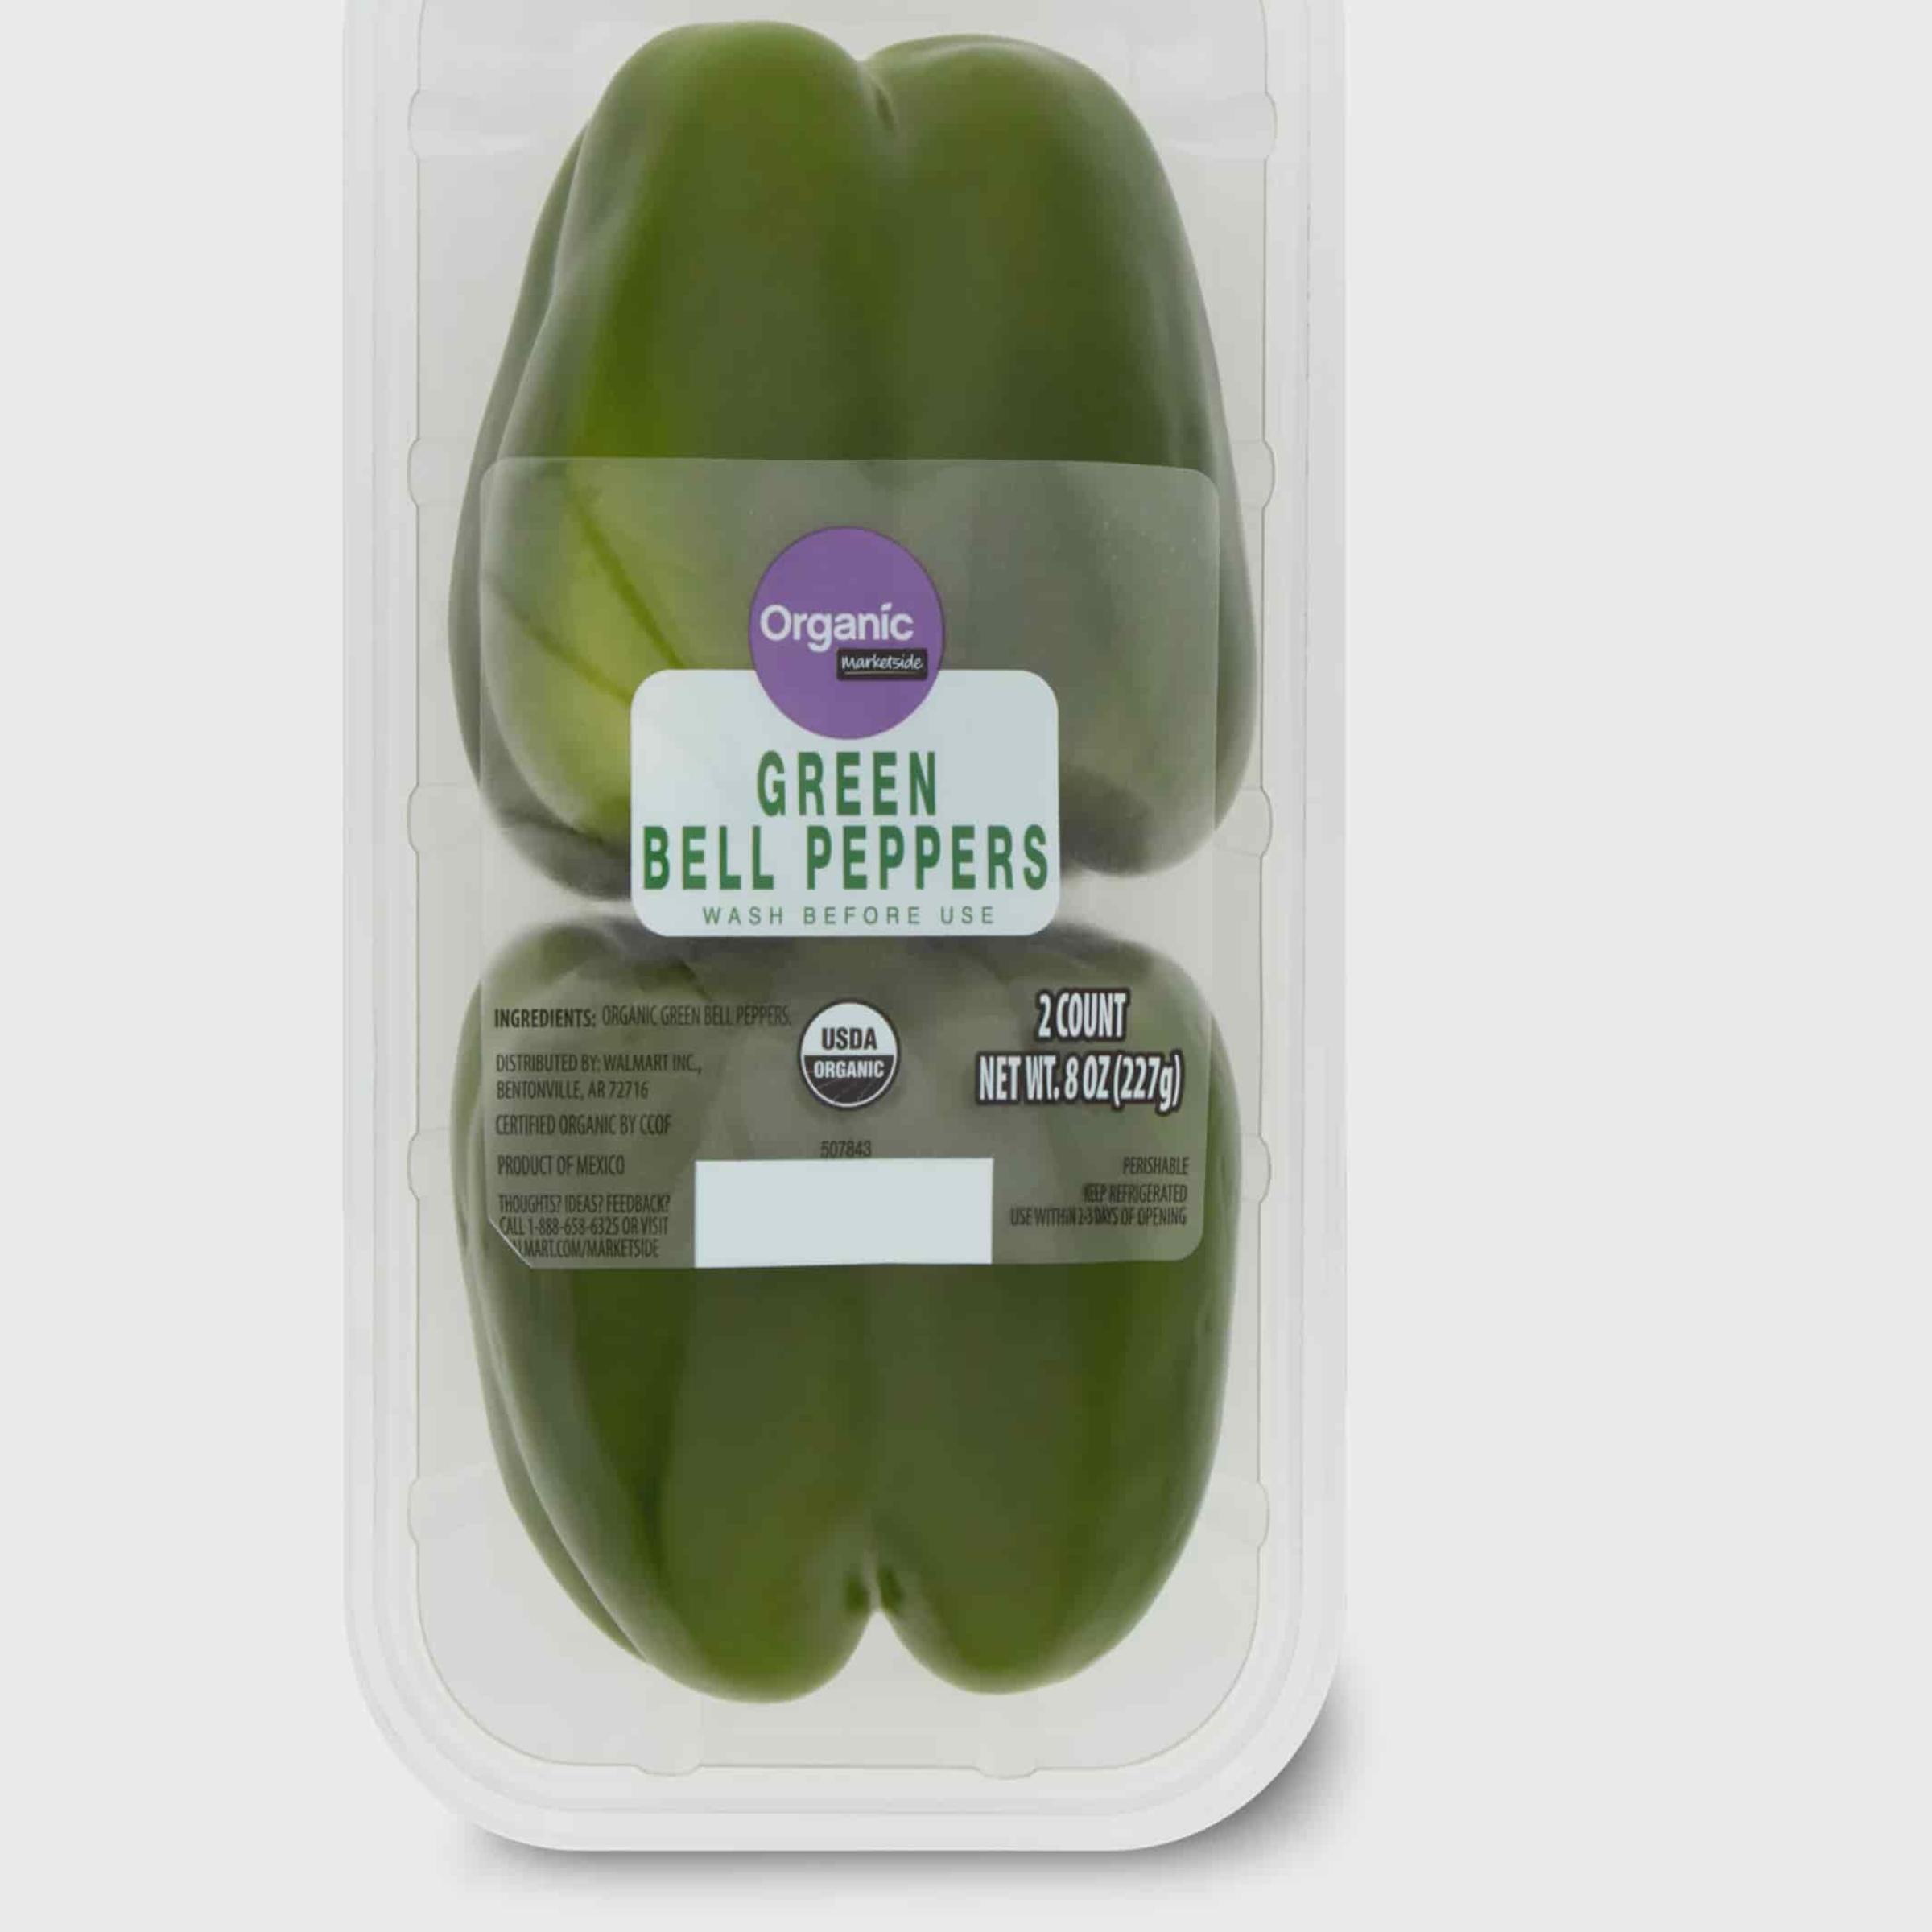 Organic
marketside
GREEN
BELL PEPPERS
WASH BEFORE USE
INGREDIENTS: ORGANIC GREEN BELL PEPPERS.
DISTRIBUTED BY: WALMART INC.,
BENTONVILLE, AR 72716
CERTIFIED ORGANIC BY CCOF
PRODUCT OF MEXICO
THOUGHTS? IDEAS? FEEDBACK?
CALL 1-888-658-6325 OR VISIT
WALMART.COM/MARKETSIDE
USDA
ORGANIC
507843
2 COUNT
NET WT. 8 OZ (227g)
PERISHABLE
KEEP REFRIGERATED
USE WITHIN 2-3 DAYS OF OPENING